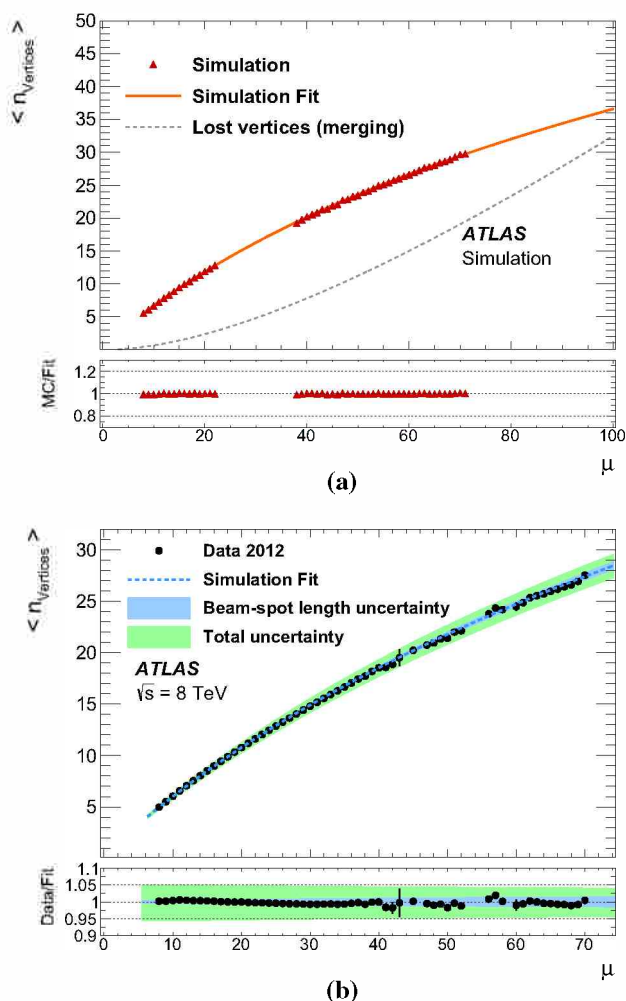 < nVertices >
50
45
40
35
30
25
20
15
10
5
Simulation
Simulation Fit
Lost vertices (merging)
ATLAS
Simulation
MC/Fit
1.2
1
0.8
0 20 40 60 80 100
μ
(a)
< nVertices >
30
25
20
15
10
5
Data 2012
Simulation Fit
Beam-spot length uncertainty
Total uncertainty
ATLAS
√s = 8 TeV
Data/Fit
1.1
1.05
1
0.95
0.9
0 10 20 30 40 50 60 70
μ
(b)